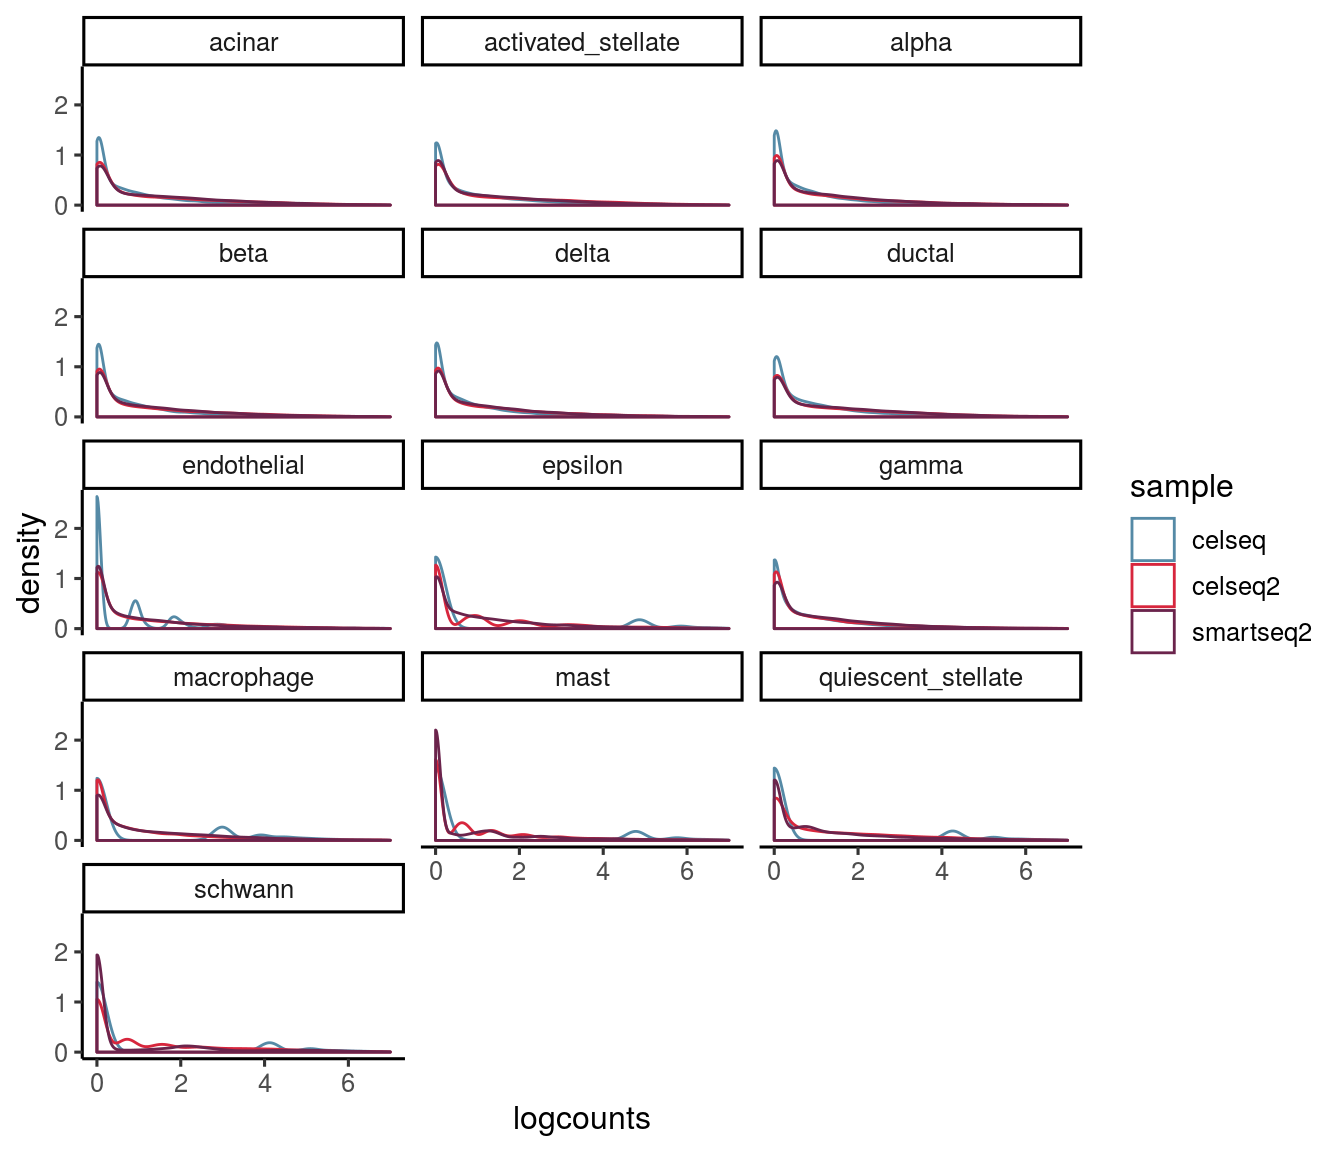 acinar activated_stellate alpha
2
1
0
beta delta ductal
2
1
0
endothelial epsilon gamma
2
1
0
macrophage mast quiescent_stellate
2
1
0
0 2 4 6 0 2 4 6
schwann
2
1
0
0 2 4 6
logcounts
density
sample
celseq
celseq2
smartseq2